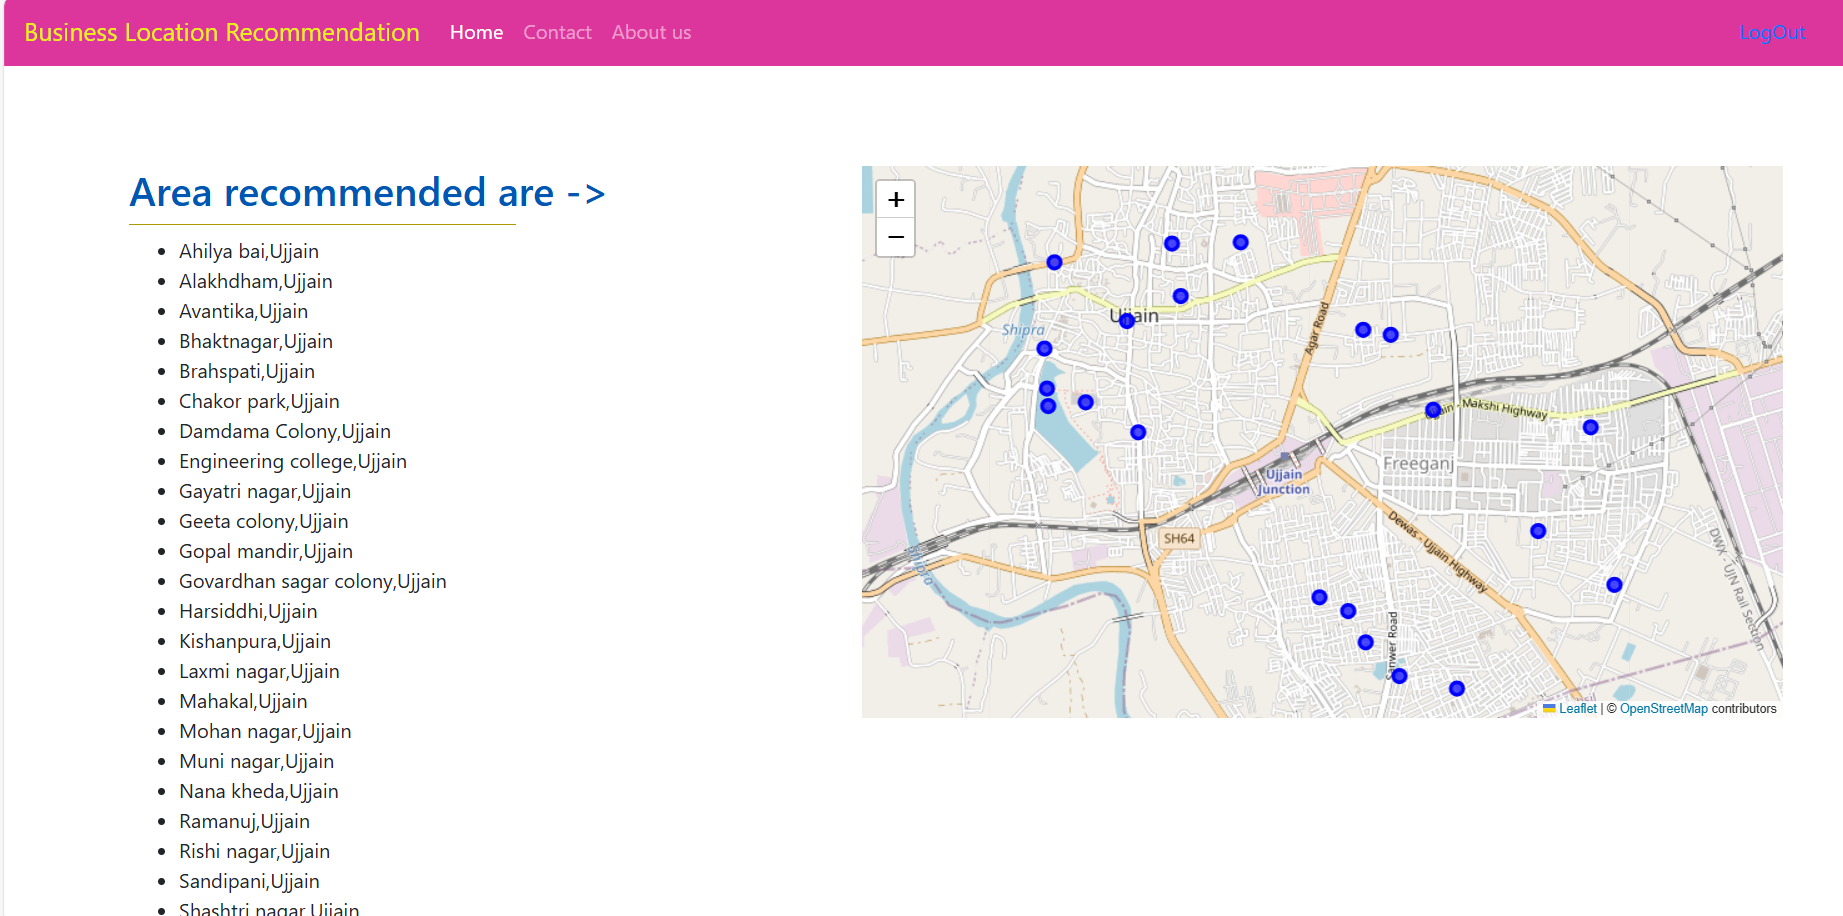 Business Location Recommendation Home Contact About us LogOut
Area recommended are ->
Ahilya bai,Ujjain
Alakhdham,Ujjain
Avantika,Ujjain
Bhaktnagar,Ujjain
Brahspati,Ujjain
Chakor park,Ujjain
Damdama Colony,Ujjain
Engineering college,Ujjain
Gayatri nagar,Ujjain
Geeta colony,Ujjain
Gopal mandir,Ujjain
Govardhan sagar colony,Ujjain
Harsiddhi,Ujjain
Kishanpura,Ujjain
Laxmi nagar,Ujjain
Mahakal,Ujjain
Mohan nagar,Ujjain
Muni nagar,Ujjain
Nana kheda,Ujjain
Ramanuj,Ujjain
Rishi nagar,Ujjain
Sandipani,Ujjain
Shashtri nagar,Ujjain
+
−
Ujjain
Shipra
Agar Road
Ujjain - Makshi Highway
Freeganj
Ujjain
Junction
SH64
Dewas - Ujjain Highway
Shipra
Sanwer Road
DWX - UJN Rail Section
Leaflet | © OpenStreetMap contributors